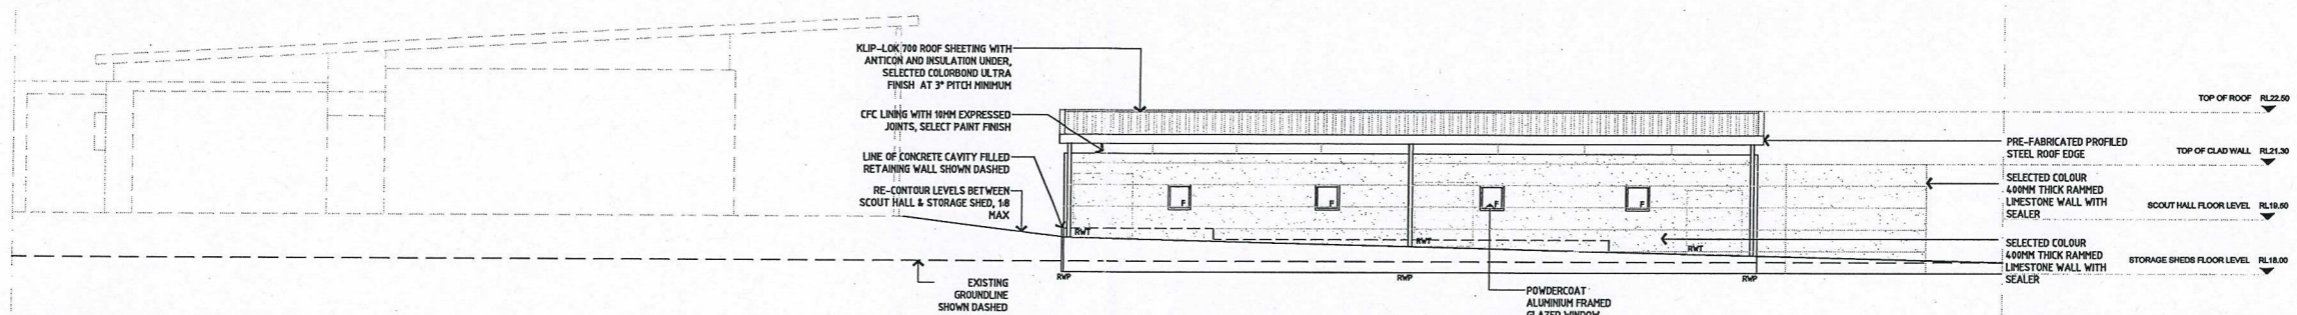 KLIP-LOK 700 ROOF SHEETING WITH
ANTICON AND INSULATION UNDER,
SELECTED COLORBOND ULTRA
FINISH AT 3° PITCH MINIMUM
CFC LINING WITH 10MM EXPRESSED
JOINTS, SELECT PAINT FINISH
LINE OF CONCRETE CAVITY FILLED
RETAINING WALL SHOWN DASHED
RE-CONTOUR LEVELS BETWEEN
SCOUT HALL & STORAGE SHED, 1:8
MAX
EXISTING
GROUNDLINE
SHOWN DASHED
F
F
F
F
RWT
RWT
RWT
RWP
RWP
RWP
POWDERCOAT
ALUMINIUM FRAMED
GLAZED WINDOW
PRE-FABRICATED PROFILED
STEEL ROOF EDGE
SELECTED COLOUR
400MM THICK RAMMED
LIMESTONE WALL WITH
SEALER
SELECTED COLOUR
400MM THICK RAMMED
LIMESTONE WALL WITH
SEALER
TOP OF ROOF RL22.50
TOP OF CLAD WALL RL21.30
SCOUT HALL FLOOR LEVEL RL19.50
STORAGE SHEDS FLOOR LEVEL RL18.00